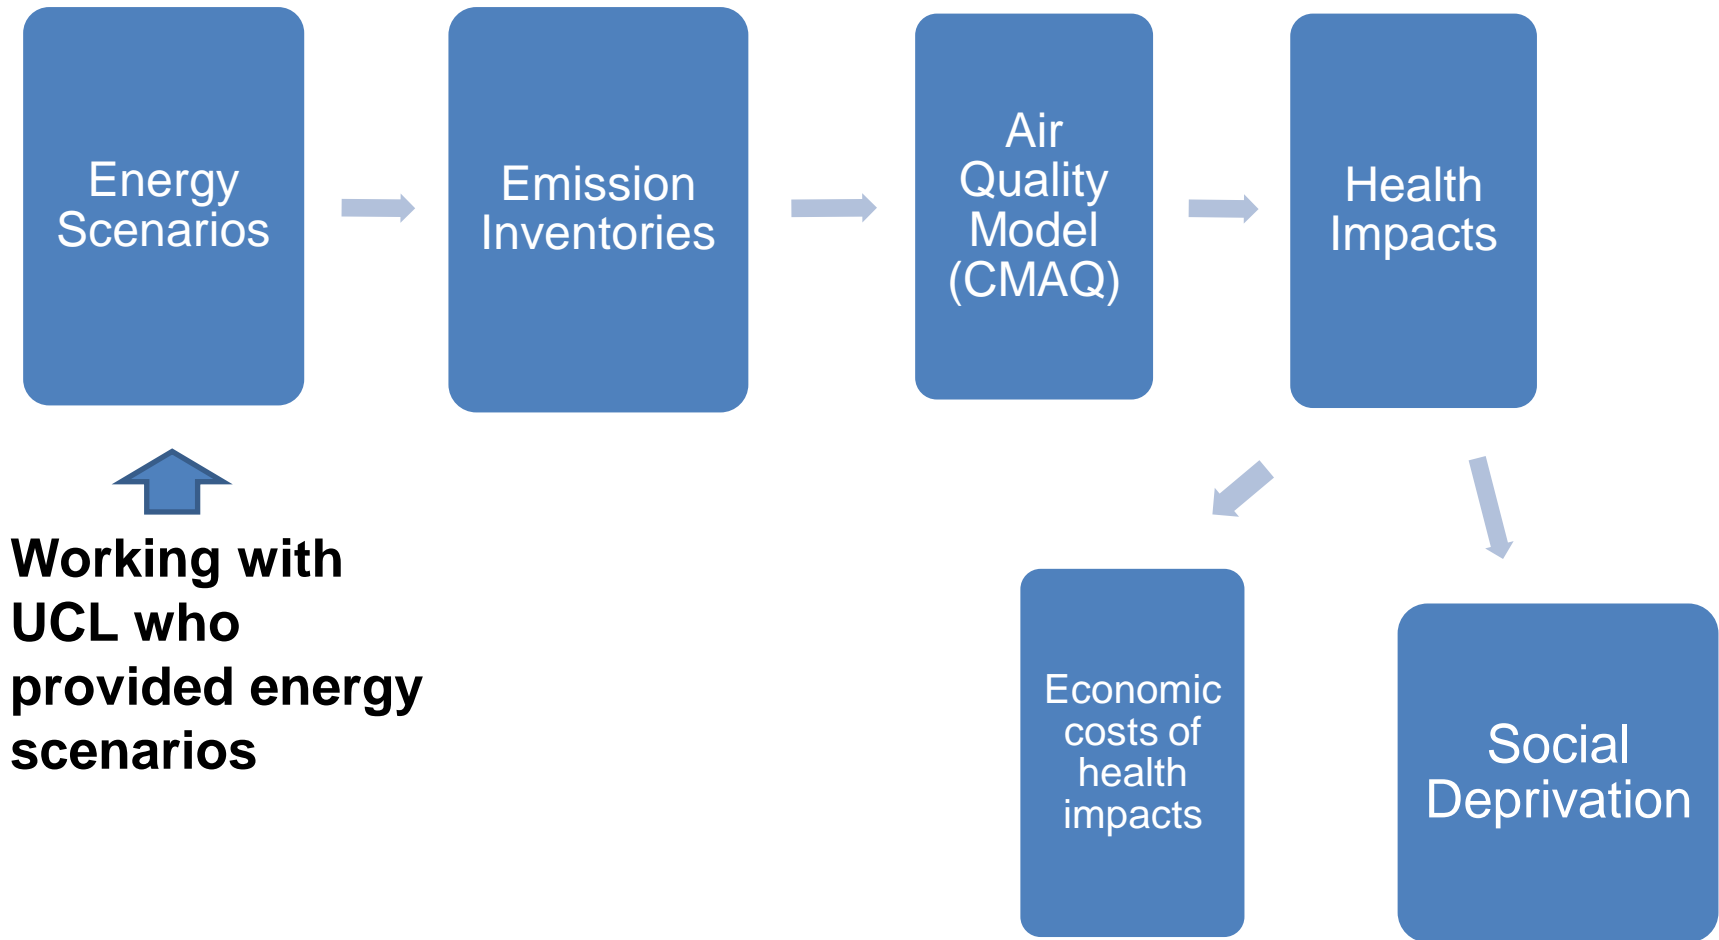 Energy
Scenarios
Emission
Inventories
Air
Quality
Model
(CMAQ)
Health
Impacts
Working with
UCL who
provided energy
scenarios
Economic
costs of
health
impacts
Social
Deprivation